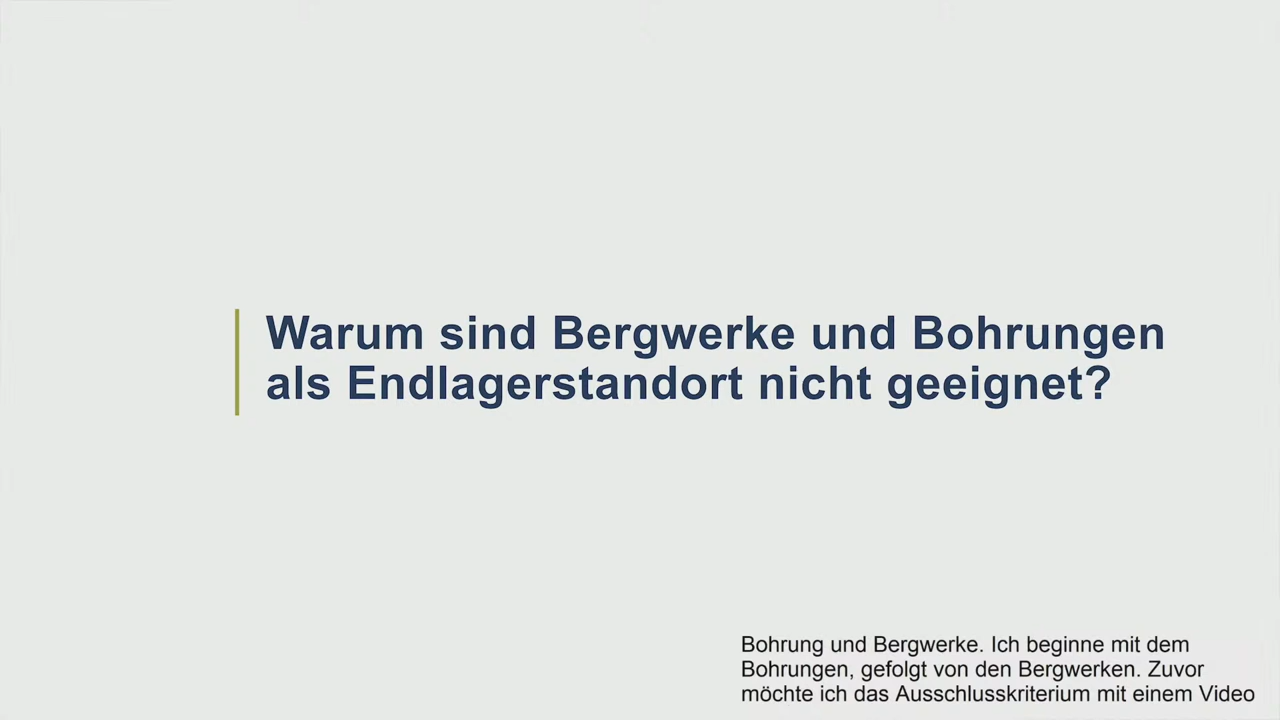 Warum sind Bergwerke und Bohrungen
als Endlagerstandort nicht geeignet?
Bohrung und Bergwerke. Ich beginne mit dem
Bohrungen, gefolgt von den Bergwerken. Zuvor
möchte ich das Ausschlusskriterium mit einem Video